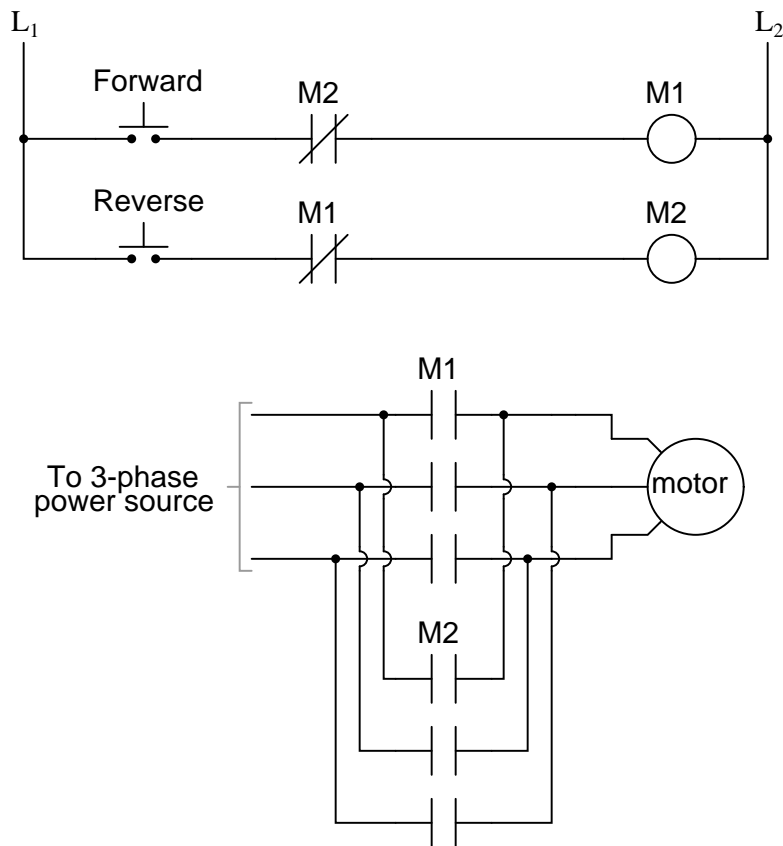 L1 L2
Forward M2 M1
Reverse M1 M2
M1
To 3-phase
power source
motor
M2